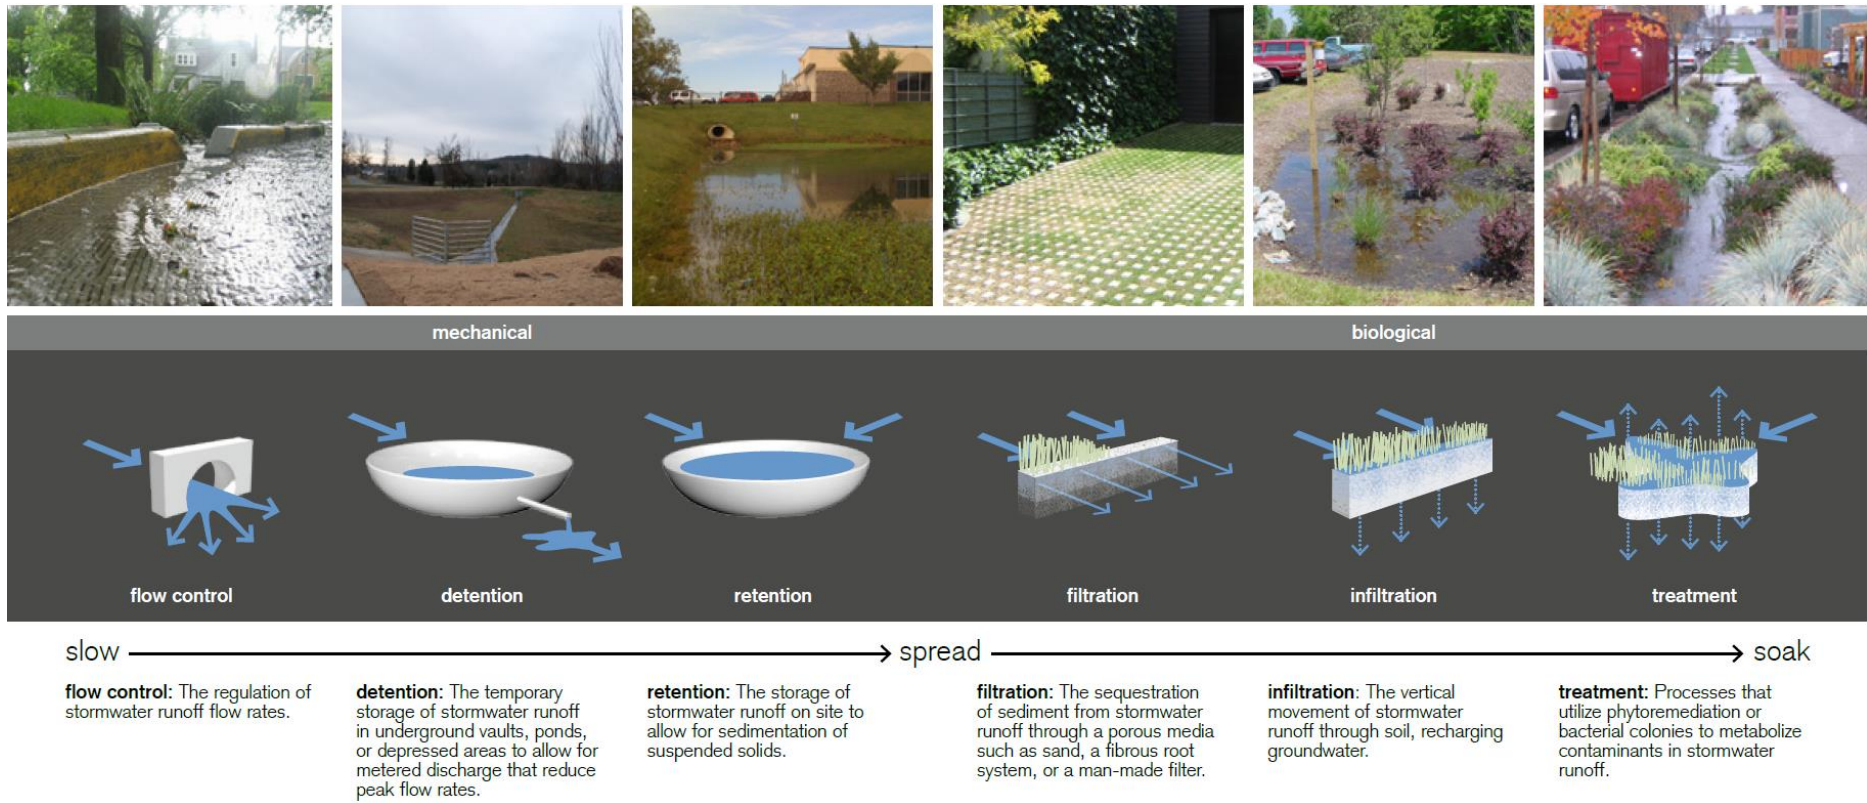 mechanical
biological
flow control
detention
retention
filtration
infiltration
treatment
slow
spread
soak
flow control: The regulation of
stormwater runoff flow rates.
detention: The temporary
storage of stormwater runoff
in underground vaults, ponds,
or depressed areas to allow for
metered discharge that reduce
peak flow rates.
retention: The storage of
stormwater runoff on site to
allow for sedimentation of
suspended solids.
filtration: The sequestration
of sediment from stormwater
runoff through a porous media
such as sand, a fibrous root
system, or a man-made filter.
infiltration: The vertical
movement of stormwater
runoff through soil, recharging
groundwater.
treatment: Processes that
utilize phytoremediation or
bacterial colonies to metabolize
contaminants in stormwater
runoff.